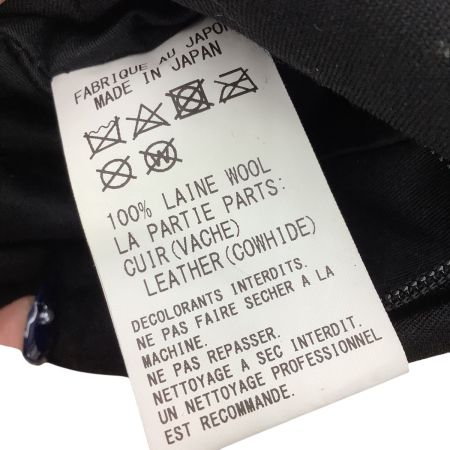 FABRIQUE AU JAPON
MADE IN JAPAN
W
100% LAINE WOOL
LA PARTIE PARTS:
CUIR(VACHE)
LEATHER(COWHIDE)
DECOLORANTS INTERDITS.
NE PAS FAIRE SECHER A LA
MACHINE.
NE PAS REPASSER.
NETTOYAGE A SEC INTERDIT.
UN NETTOYAGE PROFESSIONNEL
EST RECOMMANDE.